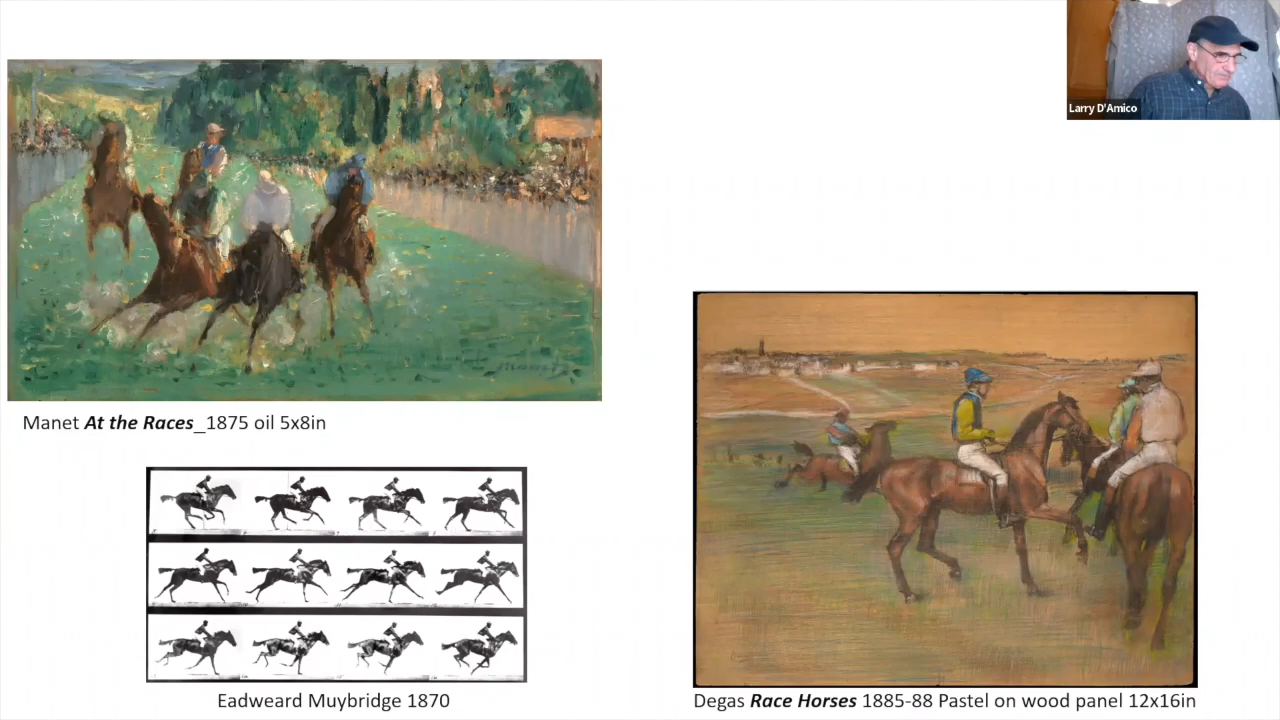 Larry D'Amico
Manet
Manet At the Races_1875 oil 5x8in
Eadweard Muybridge 1870
Degas Race Horses 1885-88 Pastel on wood panel 12x16in